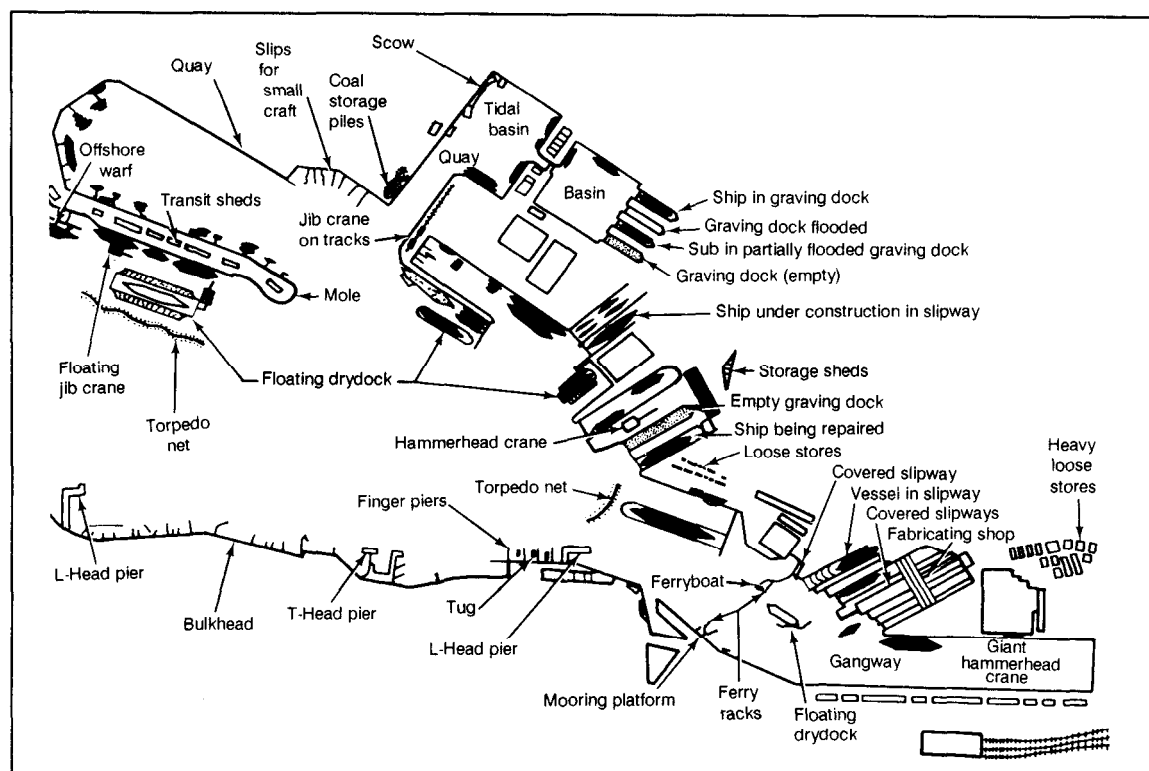 Scow
Slips
for
small
craft
Quay
Coal
storage
piles
Tidal
basin
Offshore
warf
Quay
Basin
Transit sheds
Ship in graving dock
Jib crane
on tracks
Graving dock flooded
Sub in partially flooded graving dock
Graving dock (empty)
Mole
Ship under construction in slipway
Floating
jib crane
Floating drydock
Storage sheds
Torpedo
net
Empty graving dock
Hammerhead crane
Ship being repaired
Loose stores
Heavy
loose
stores
Covered slipway
Torpedo net
Vessel in slipway
Finger piers
Covered slipways
Fabricating shop
L-Head pier
Ferryboat
Bulkhead
T-Head pier
Tug
L-Head pier
Gangway
Giant
hammerhead
crane
Mooring platform
Ferry
racks
Floating
drydock